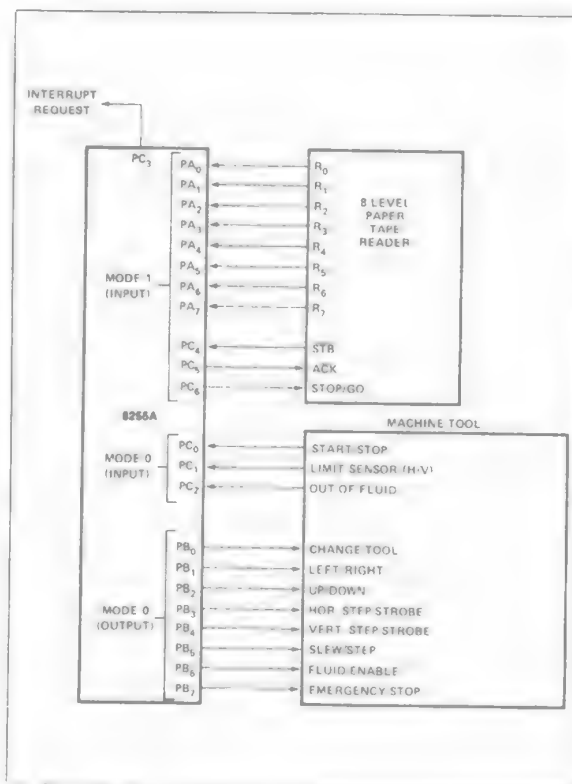 INTERRUPT
REQUEST
PC3
MODE 1
(INPUT)
PA0
PA1
PA2
PA3
PA4
PA5
PA6
PA7
PC4
PC5
PC6
R0
R1
R2
R3
R4
R5
R6
R7
8 LEVEL
PAPER
TAPE
READER
STB
ACK
STOP/GO
8255A
MACHINE TOOL
MODE 0
(INPUT)
PC0
PC1
PC2
START STOP
LIMIT SENSOR (H/V)
OUT OF FLUID
MODE 0
(OUTPUT)
PB0
PB1
PB2
PB3
PB4
PB5
PB6
PB7
CHANGE TOOL
LEFT RIGHT
UP DOWN
HOR STEP STROBE
VERT STEP STROBE
SLEW/STEP
FLUID ENABLE
EMERGENCY STOP